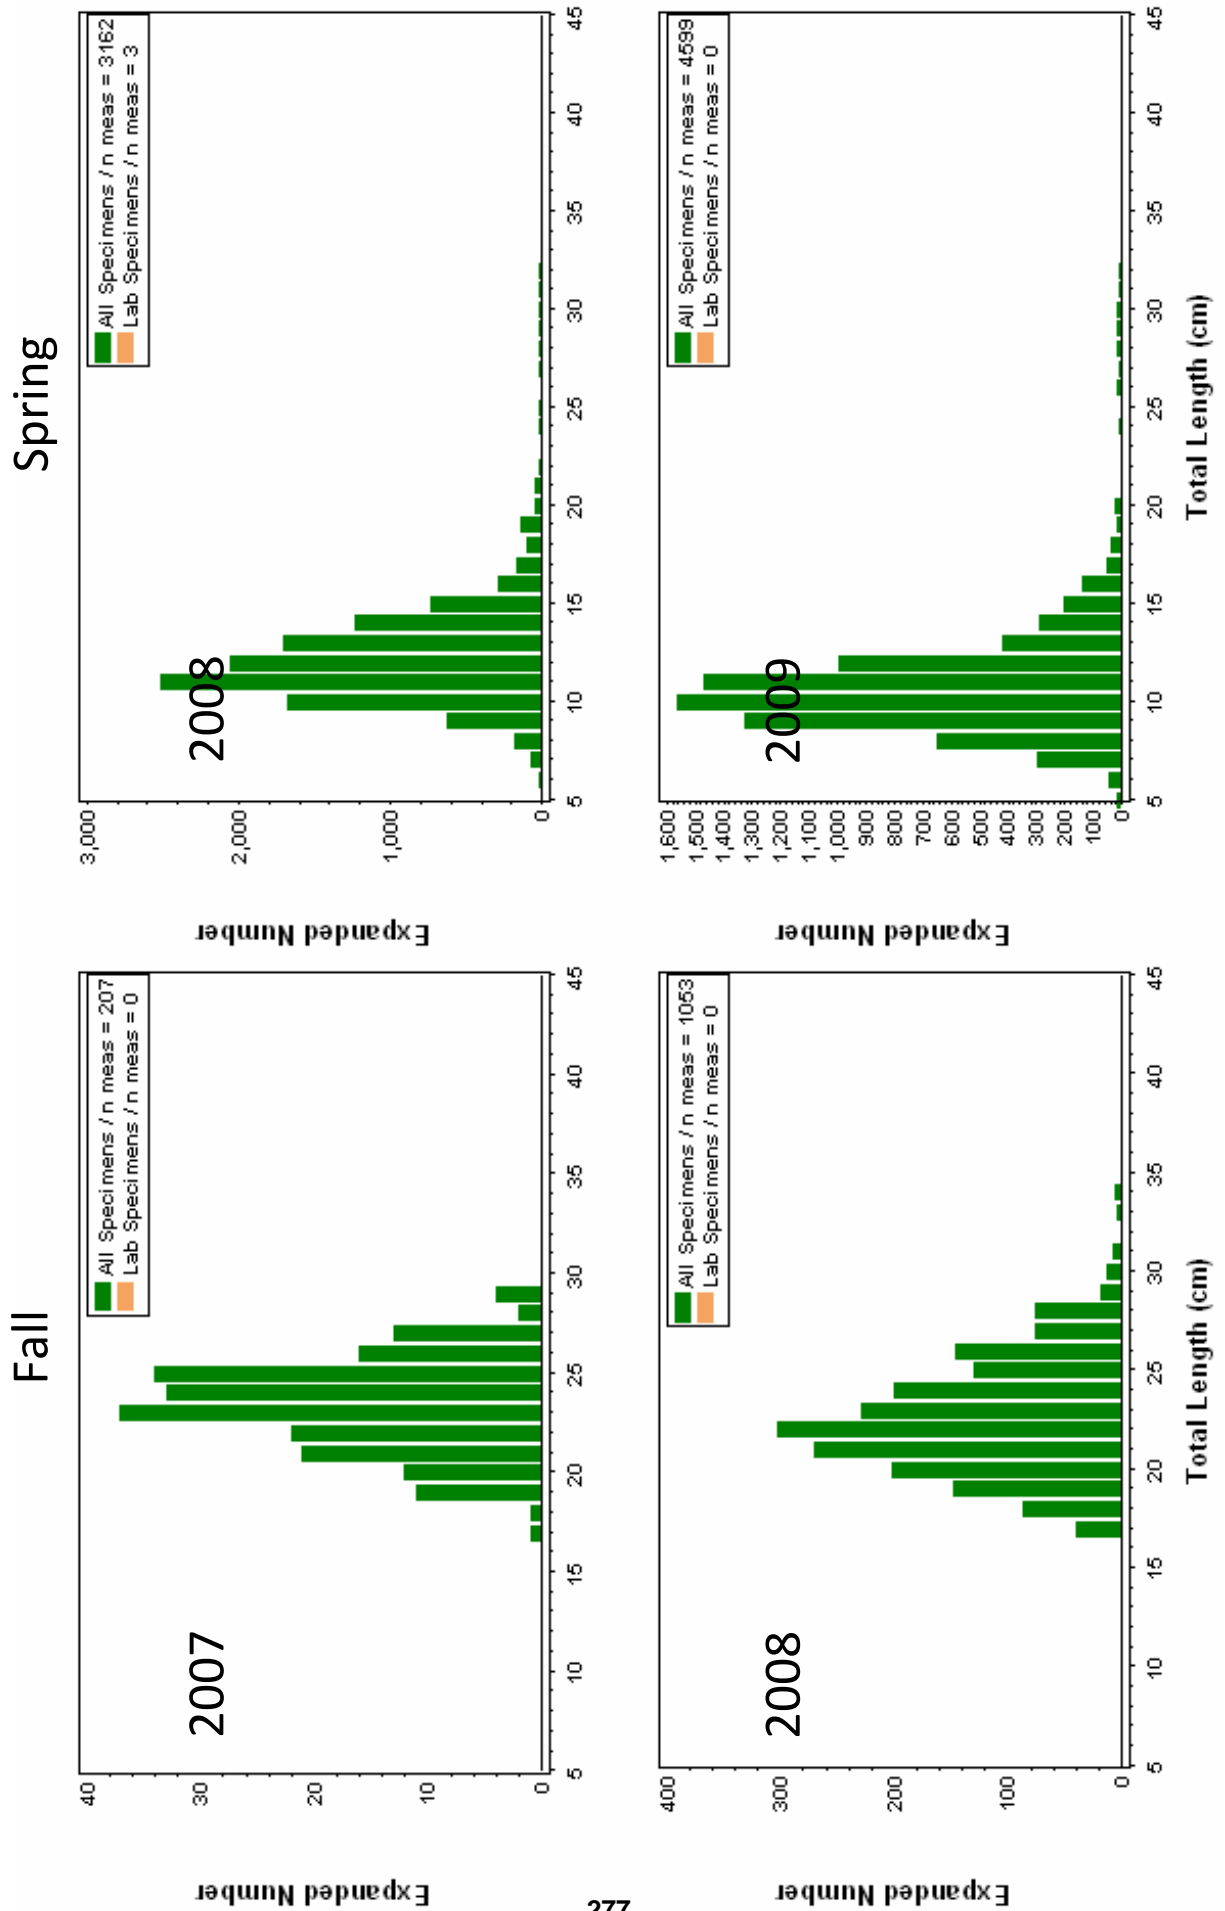 Fall
Spring
Expanded Number
40
30
20
10
0
2007
All Specimens / n meas = 207
Lab Specimens / n meas = 0
5 10 15 20 25 30 35 40 45
Expanded Number
3,000
2,000
1,000
0
2008
All Specimens / n meas = 3162
Lab Specimens / n meas = 3
5 10 15 20 25 30 35 40 45
Expanded Number
400
300
200
100
0
2008
All Specimens / n meas = 1053
Lab Specimens / n meas = 0
5 10 15 20 25 30 35 40 45
Total Length (cm)
Expanded Number
1,600
1,500
1,400
1,300
1,200
1,100
1,000
900
800
700
600
500
400
300
200
100
0
2009
All Specimens / n meas = 4599
Lab Specimens / n meas = 0
5 10 15 20 25 30 35 40 45
Total Length (cm)
277